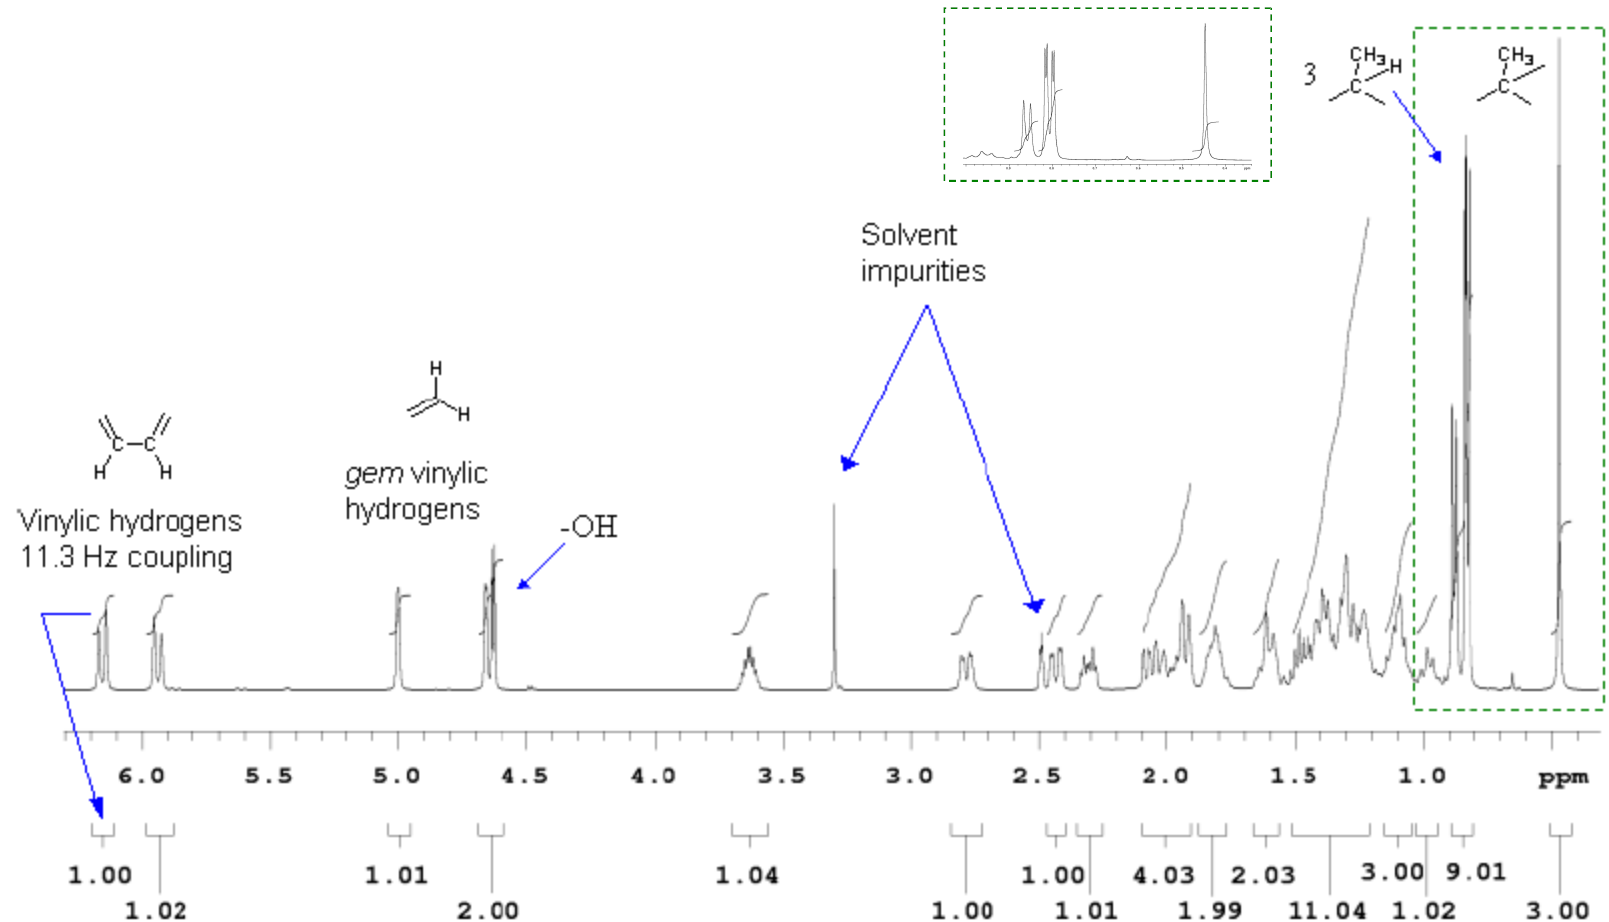 CH₃
3
H
C
CH₃
C
Solvent
impurities
H
H
C
C
H
H
gem vinylic
hydrogens
-OH
Vinylic hydrogens
11.3 Hz coupling
6.0 5.5 5.0 4.5 4.0 3.5 3.0 2.5 2.0 1.5 1.0 ppm
1.00 1.01 1.04 1.00 4.03 2.03 3.00 9.01
1.02 2.00 1.00 1.01 1.99 11.04 1.02 3.00